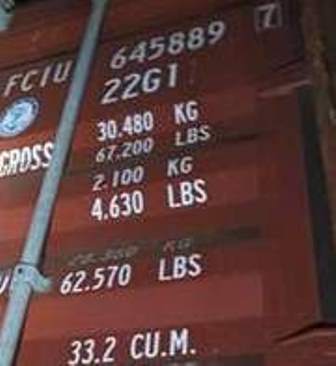 FCIU 645889 7
22G1
30.480 KG
GROSS 67.200 LBS
2.100 KG
4.630 LBS
KG
62.570 LBS
33.2 CU.M.